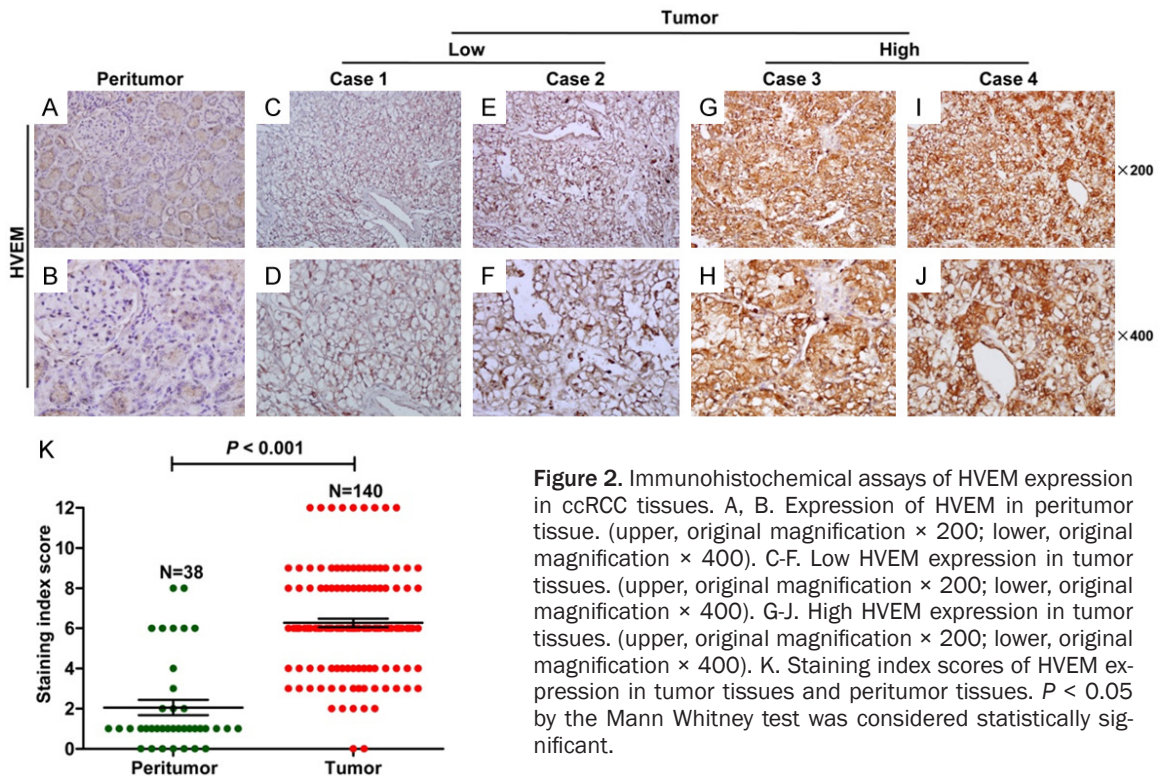 Tumor
Low High
Peritumor Case 1 Case 2 Case 3 Case 4
A C E G I
HVEM
×200
B D F H J
×400
K
P < 0.001
N=140
N=38
Staining index score
12
10
8
6
4
2
0
Peritumor Tumor
Figure 2. Immunohistochemical assays of HVEM expression
in ccRCC tissues. A, B. Expression of HVEM in peritumor
tissue. (upper, original magnification × 200; lower, original
magnification × 400). C-F. Low HVEM expression in tumor
tissues. (upper, original magnification × 200; lower, original
magnification × 400). G-J. High HVEM expression in tumor
tissues. (upper, original magnification × 200; lower, original
magnification × 400). K. Staining index scores of HVEM ex-
pression in tumor tissues and peritumor tissues. P < 0.05
by the Mann Whitney test was considered statistically sig-
nificant.